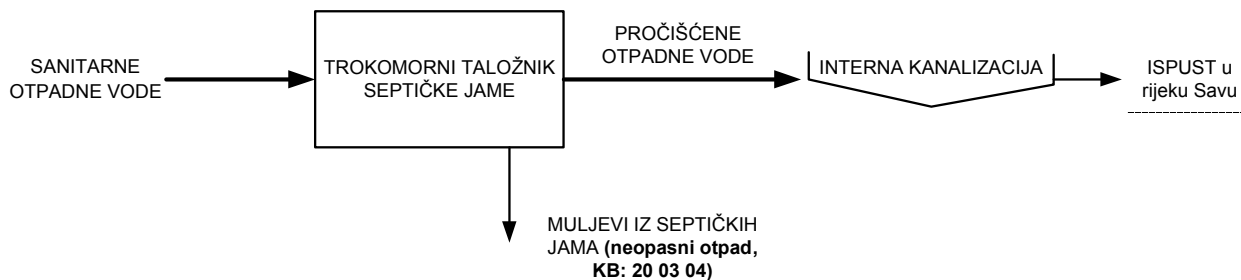 SANITARNE
OTPADNE VODE
TROKOMORNI TALOŽNIK
SEPTIČKE JAME
PROČIŠĆENE
OTPADNE VODE
INTERNA KANALIZACIJA
ISPUST u
rijeku Savu
MULJEVI IZ SEPTIČKIH
JAMA (neopasni otpad,
KB: 20 03 04)